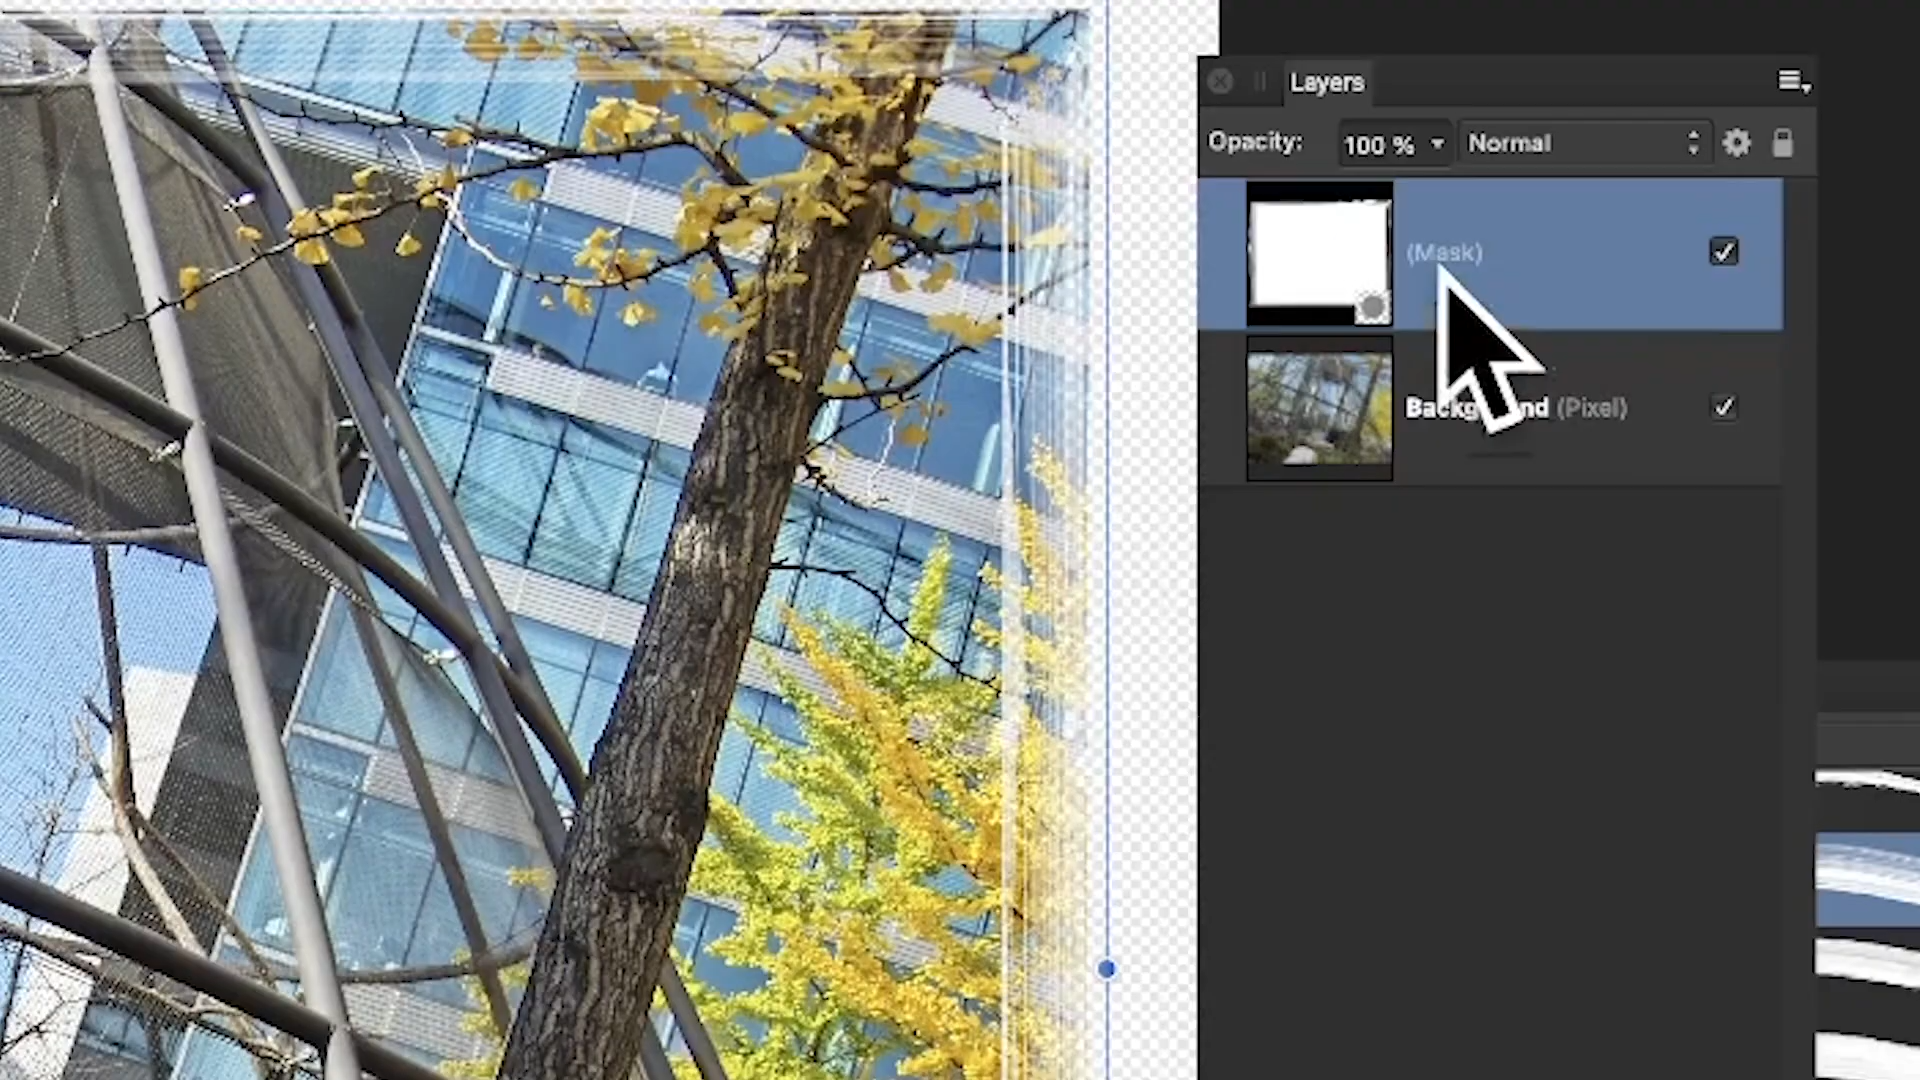 Layers
Opacity: 100 % Normal
(Mask)
(Pixel)